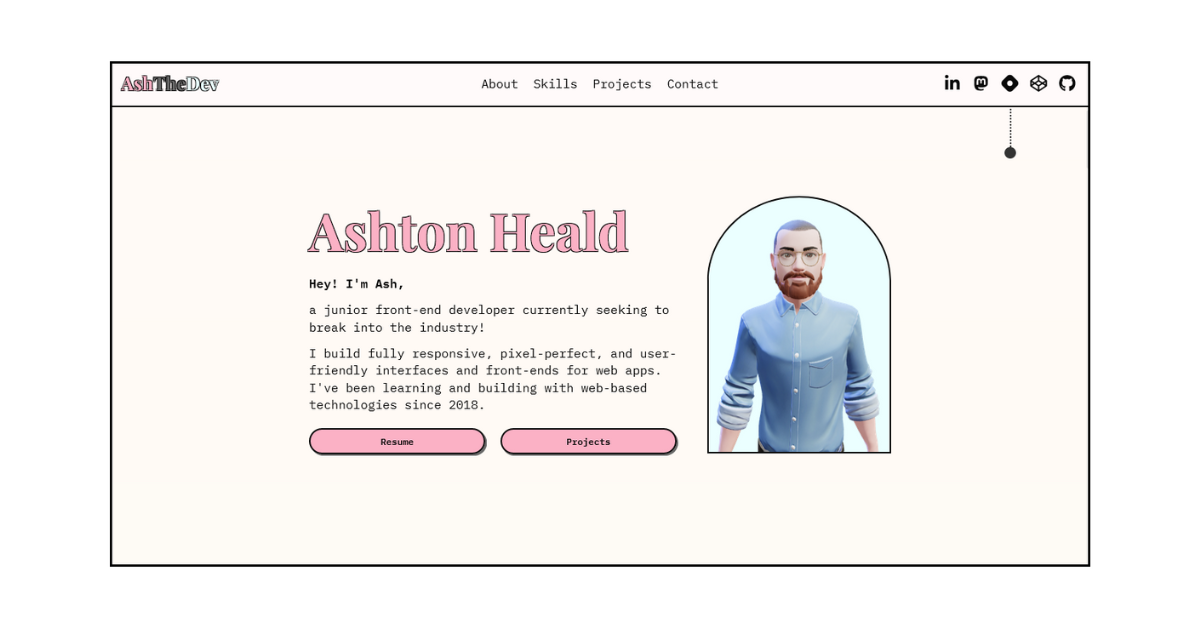 AshTheDev
About Skills Projects Contact
in
Ashton Heald
Hey! I'm Ash,
a junior front-end developer currently seeking to
break into the industry!
I build fully responsive, pixel-perfect, and user-
friendly interfaces and front-ends for web apps.
I've been learning and building with web-based
technologies since 2018.
Resume Projects